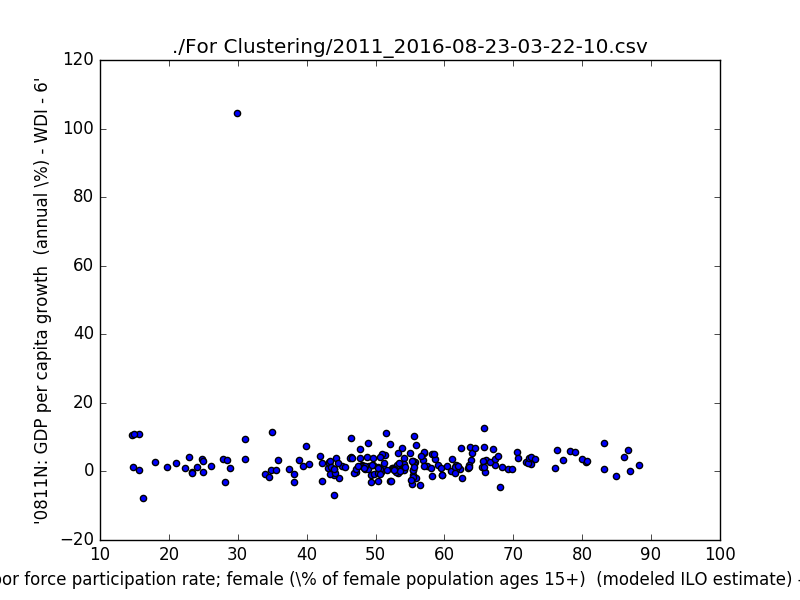 ./For Clustering/2011_2016-08-23-03-22-10.csv
'0811N: GDP per capita growth  (annual \%) - WDI - 6'
120
100
80
60
40
20
0
−20
10 20 30 40 50 60 70 80 90 100
force participation rate; female (\% of female population ages 15+)  (modeled ILO estimate) -